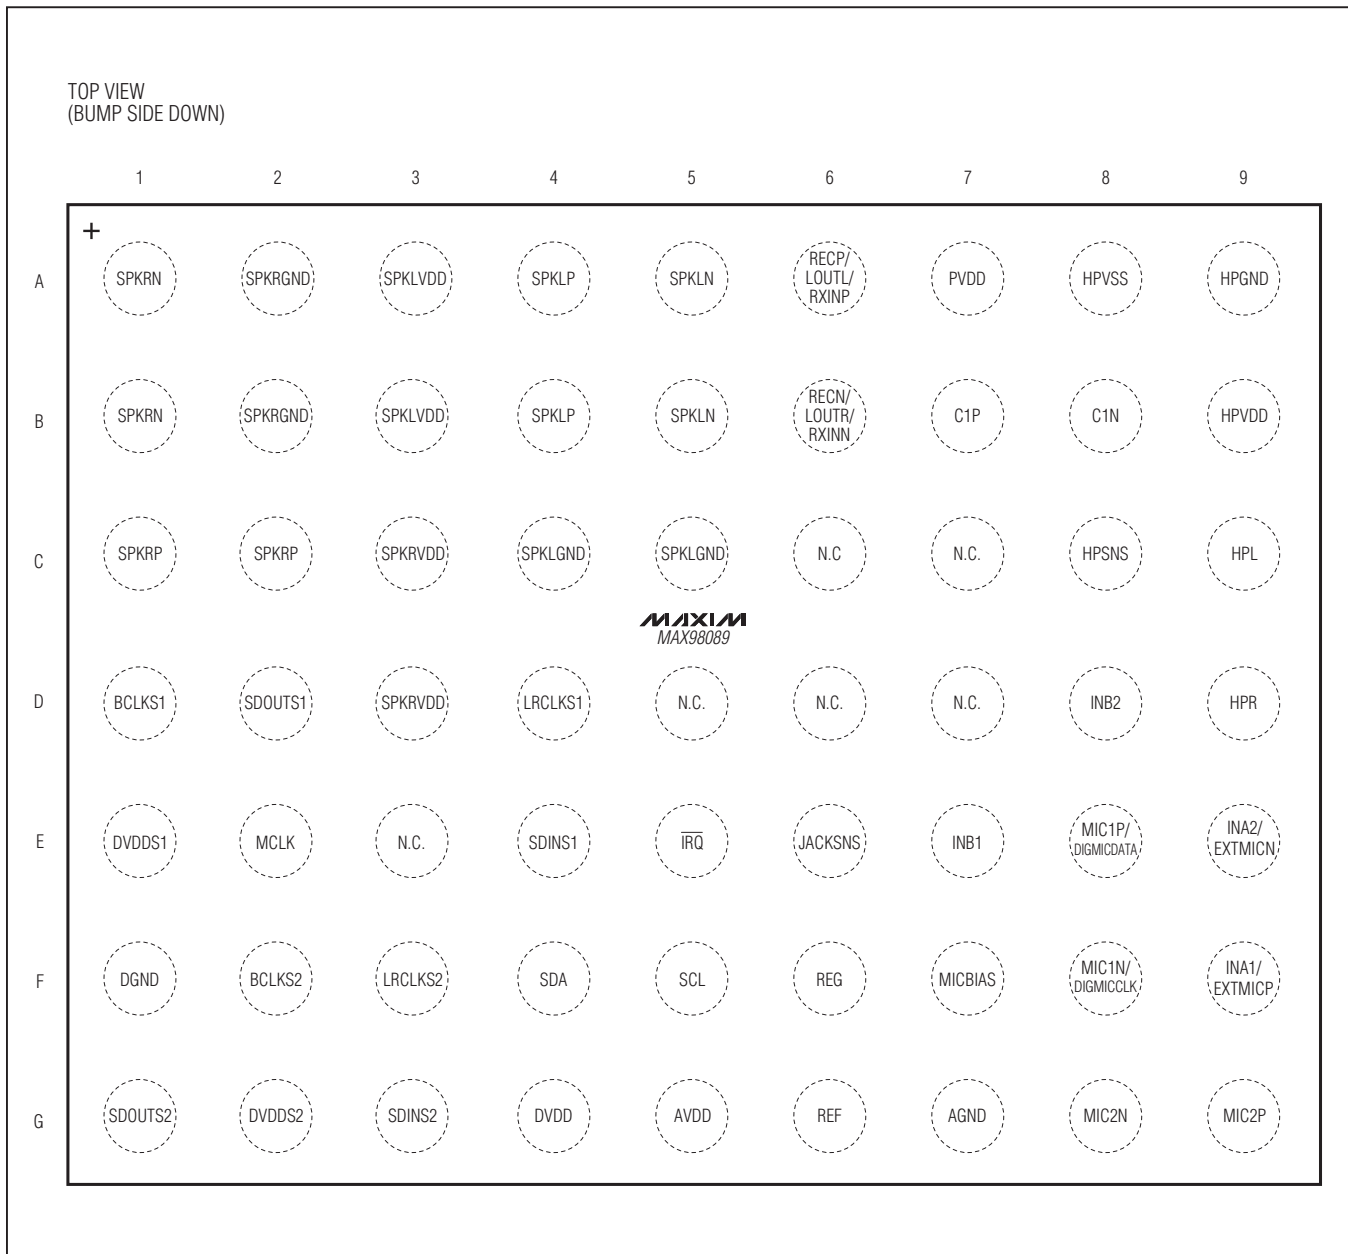 TOP VIEW
(BUMP SIDE DOWN)
1 2 3 4 5 6 7 8 9
+
A SPKRN SPKRGND SPKLVDD SPKLP SPKLN RECP/ LOUTL/ RXINP PVDD HPVSS HPGND
B SPKRN SPKRGND SPKLVDD SPKLP SPKLN RECN/ LOUTR/ RXINN C1P C1N HPVDD
C SPKRP SPKRP SPKRVDD SPKLGND SPKLGND N.C N.C. HPSNS HPL
MAXIM
MAX98089
D BCLKS1 SDOUTS1 SPKRVDD LRCLKS1 N.C. N.C. N.C. INB2 HPR
E DVDDS1 MCLK N.C. SDINS1 IRQ JACKSNS INB1 MIC1P/ DIGMICDATA INA2/ EXTMICN
F DGND BCLKS2 LRCLKS2 SDA SCL REG MICBIAS MIC1N/ DIGMICCLK INA1/ EXTMICP
G SDOUTS2 DVDDS2 SDINS2 DVDD AVDD REF AGND MIC2N MIC2P